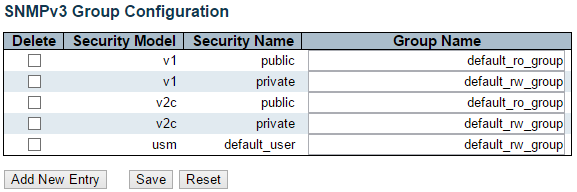 SNMPv3 Group Configuration
Delete Security Model Security Name Group Name
v1 public default_ro_group
v1 private default_rw_group
v2c public default_ro_group
v2c private default_rw_group
usm default_user default_rw_group
Add New Entry Save Reset